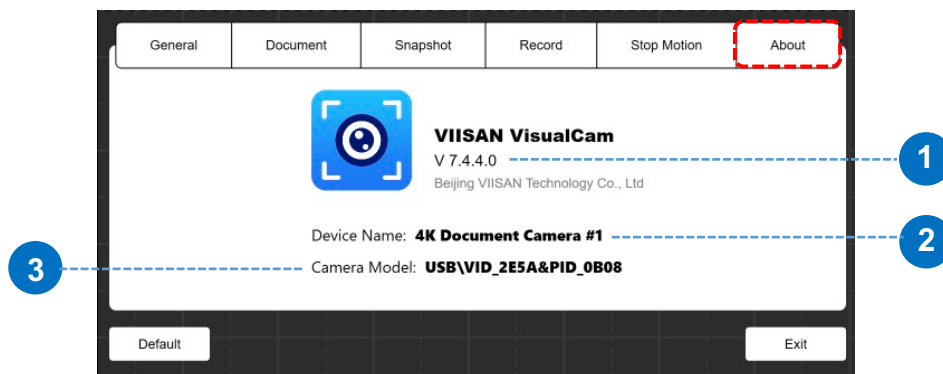 General Document Snapshot Record Stop Motion About
VIISAN VisualCam
V 7.4.4.0
1
Beijing VIISAN Technology Co., Ltd
Device Name: 4K Document Camera #1
2
3
Camera Model: USB\VID_2E5A&PID_0B08
Default Exit